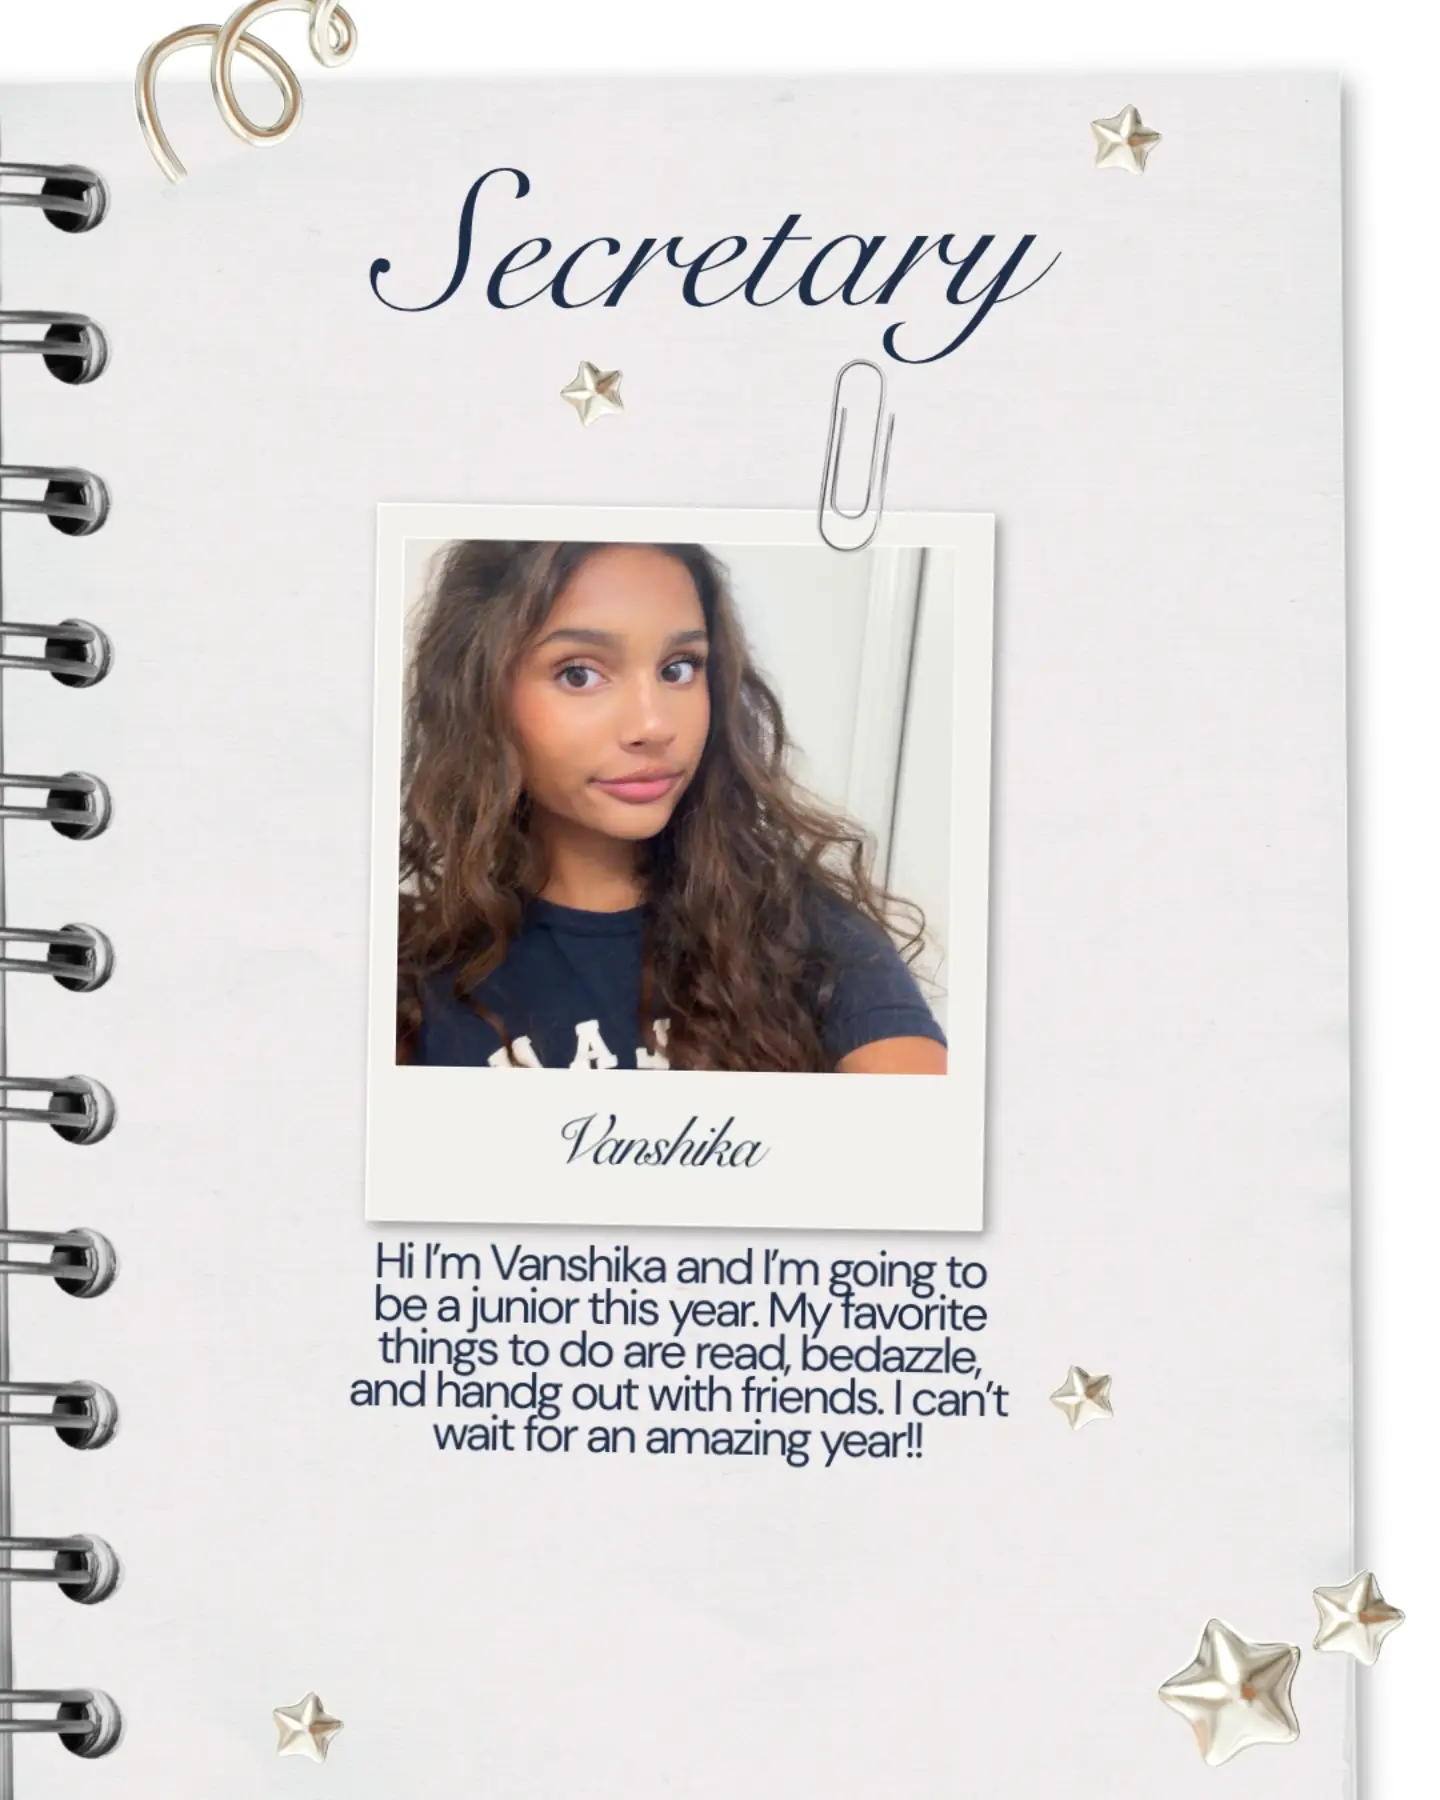 Secretary
Vanshika
Hi I'm Vanshika and I'm going to
be a junior this year. My favorite
things to do are read, bedazzle,
and handg out with friends. I can't
wait for an amazing year!!